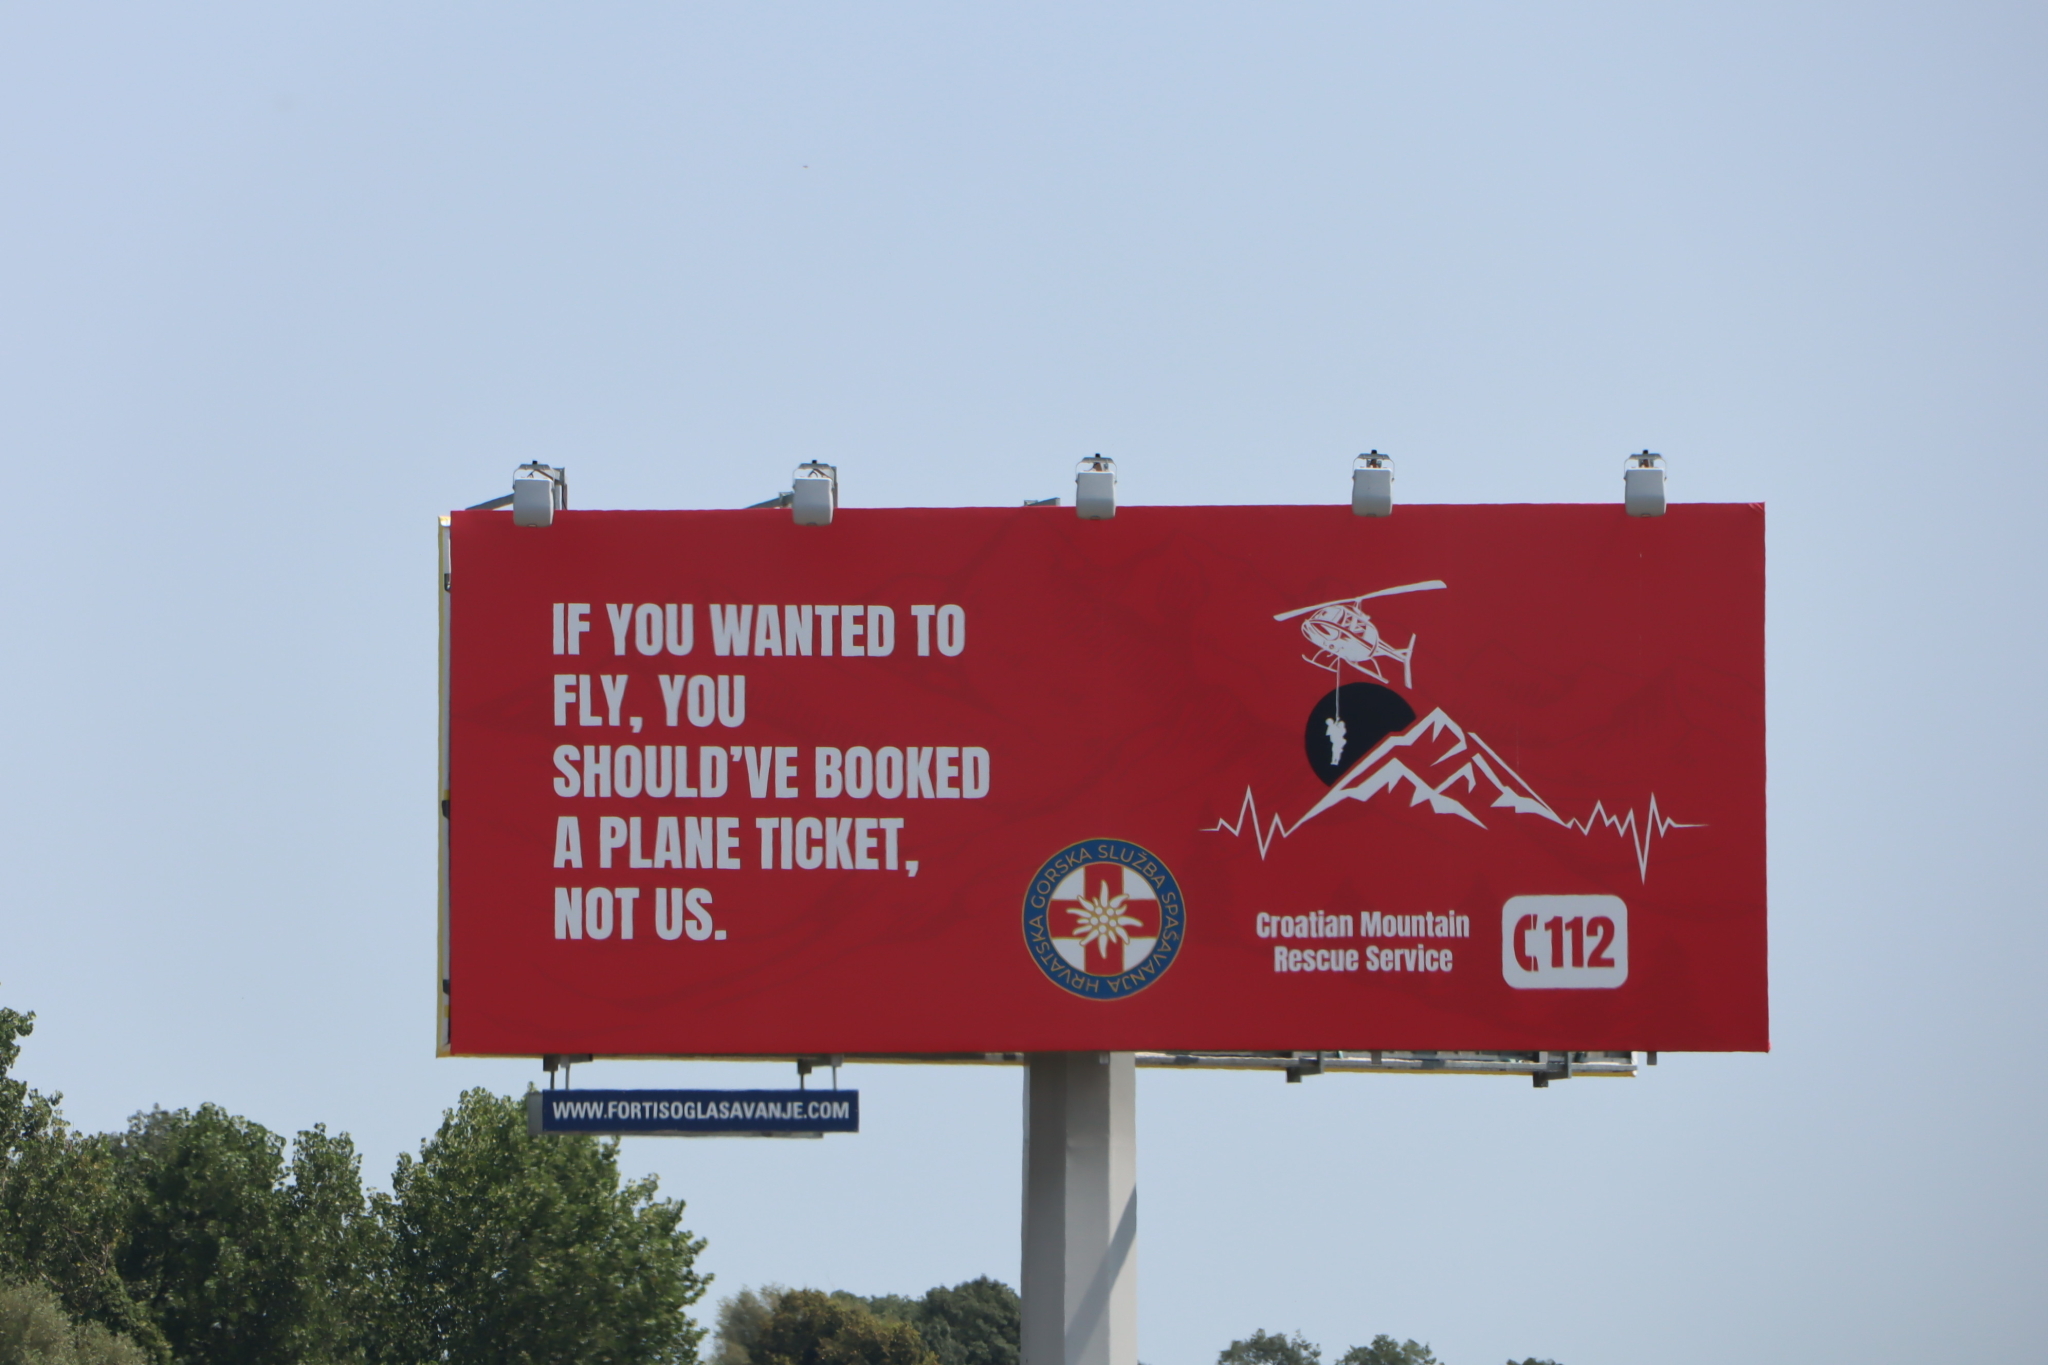 IF YOU WANTED TO
FLY, YOU
SHOULD'VE BOOKED
A PLANE TICKET,
NOT US.
HRVATSKA GORSKA SLUŽBA SPAŠAVANJA
Croatian Mountain
Rescue Service
112
WWW.FORTISOGLASAVANJE.COM